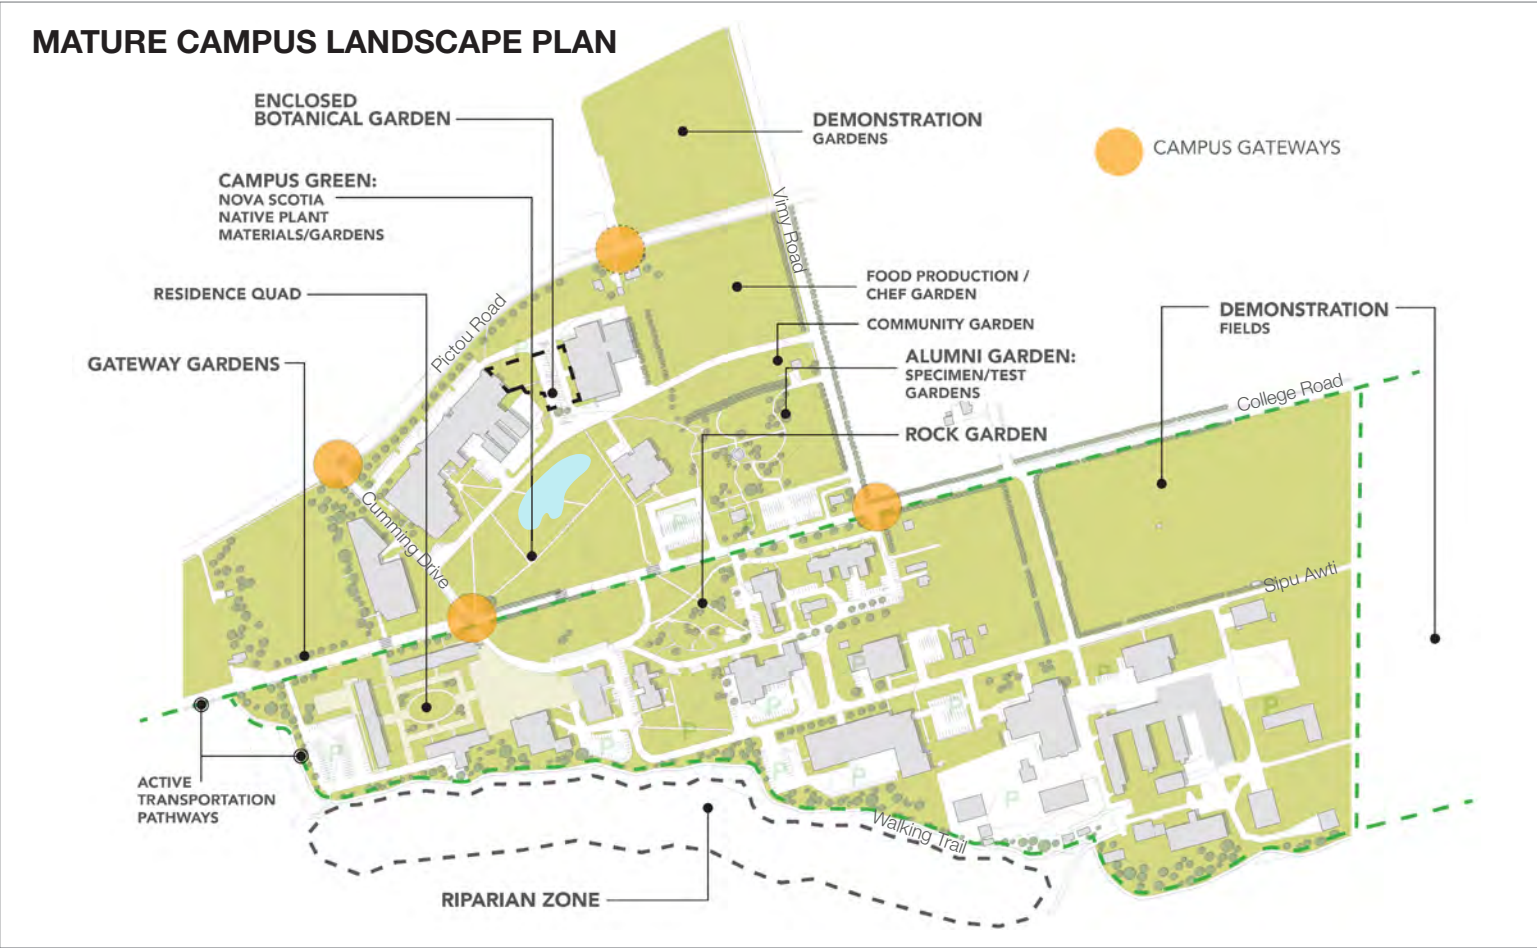 MATURE CAMPUS LANDSCAPE PLAN
ENCLOSED
BOTANICAL GARDEN
DEMONSTRATION
GARDENS
CAMPUS GATEWAYS
CAMPUS GREEN:
NOVA SCOTIA
NATIVE PLANT
MATERIALS/GARDENS
Vimy Road
FOOD PRODUCTION /
CHEF GARDEN
RESIDENCE QUAD
Pictou Road
COMMUNITY GARDEN
DEMONSTRATION
FIELDS
GATEWAY GARDENS
ALUMNI GARDEN:
SPECIMEN/TEST
GARDENS
College Road
ROCK GARDEN
Cumming Drive
P
Sipu Awti
P
P
P
P
P
P
P
P
P
P
P
ACTIVE
TRANSPORTATION
PATHWAYS
Walking Trail
RIPARIAN ZONE